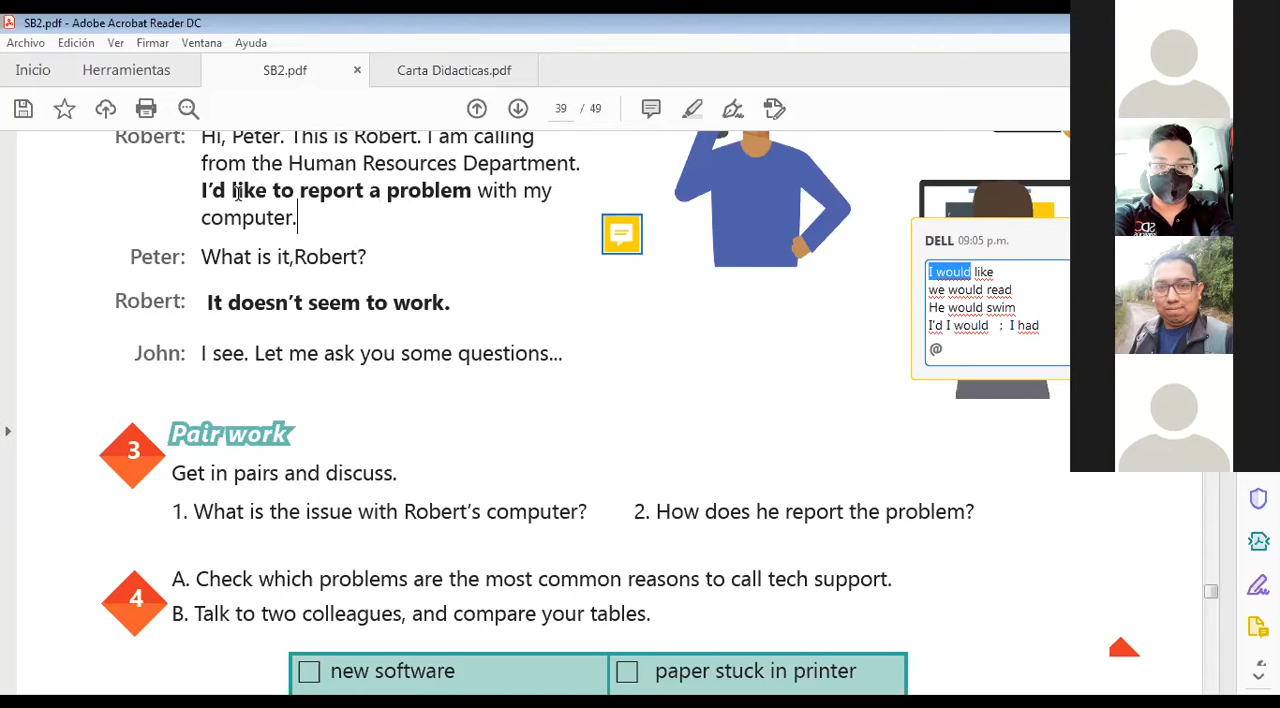 SB2.pdf - Adobe Acrobat Reader DC
Archivo Edición Ver Firmar Ventana Ayuda
Inicio Herramientas SB2.pdf × Carta Didacticas.pdf
39 / 49
Robert: Hi, Peter. This is Robert. I am calling
from the Human Resources Department.
I'd like to report a problem with my
computer.
Peter: What is it,Robert?
Robert: It doesn't seem to work.
John: I see. Let me ask you some questions...
DELL 09:05 p.m.
I would like
we would read
He would swim
I'd I would ; I had
@
SDC
3 Pair work
Get in pairs and discuss.
1. What is the issue with Robert's computer? 2. How does he report the problem?
4 A. Check which problems are the most common reasons to call tech support.
B. Talk to two colleagues, and compare your tables.
new software paper stuck in printer